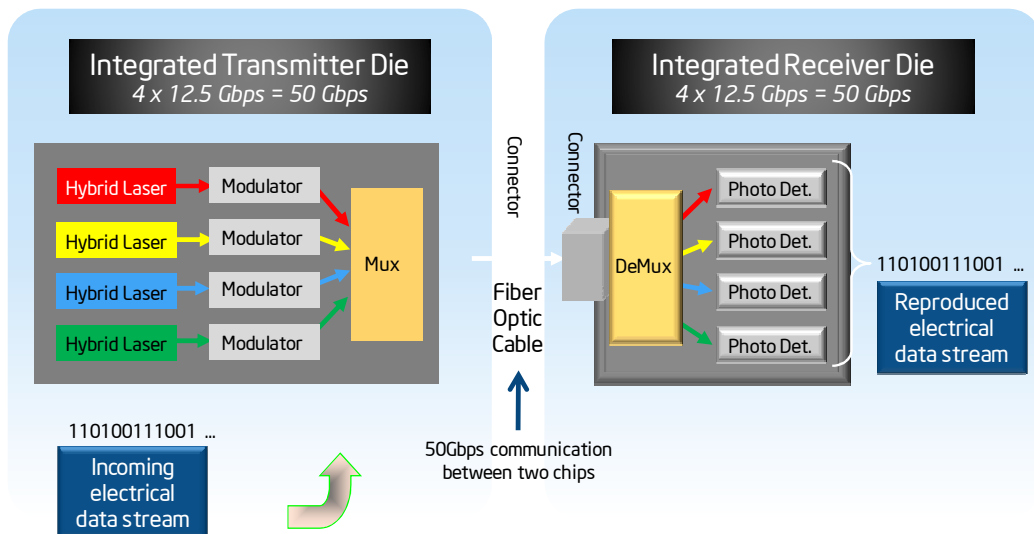 Integrated Transmitter Die
4 x 12.5 Gbps = 50 Gbps
Hybrid Laser
Modulator
Hybrid Laser
Modulator
Hybrid Laser
Modulator
Hybrid Laser
Modulator
Mux
110100111001 ...
Incoming
electrical
data stream
Connector
Fiber
Optic
Cable
50Gbps communication
between two chips
Integrated Receiver Die
4 x 12.5 Gbps = 50 Gbps
Connector
DeMux
Photo Det.
Photo Det.
Photo Det.
Photo Det.
110100111001 ...
Reproduced
electrical
data stream